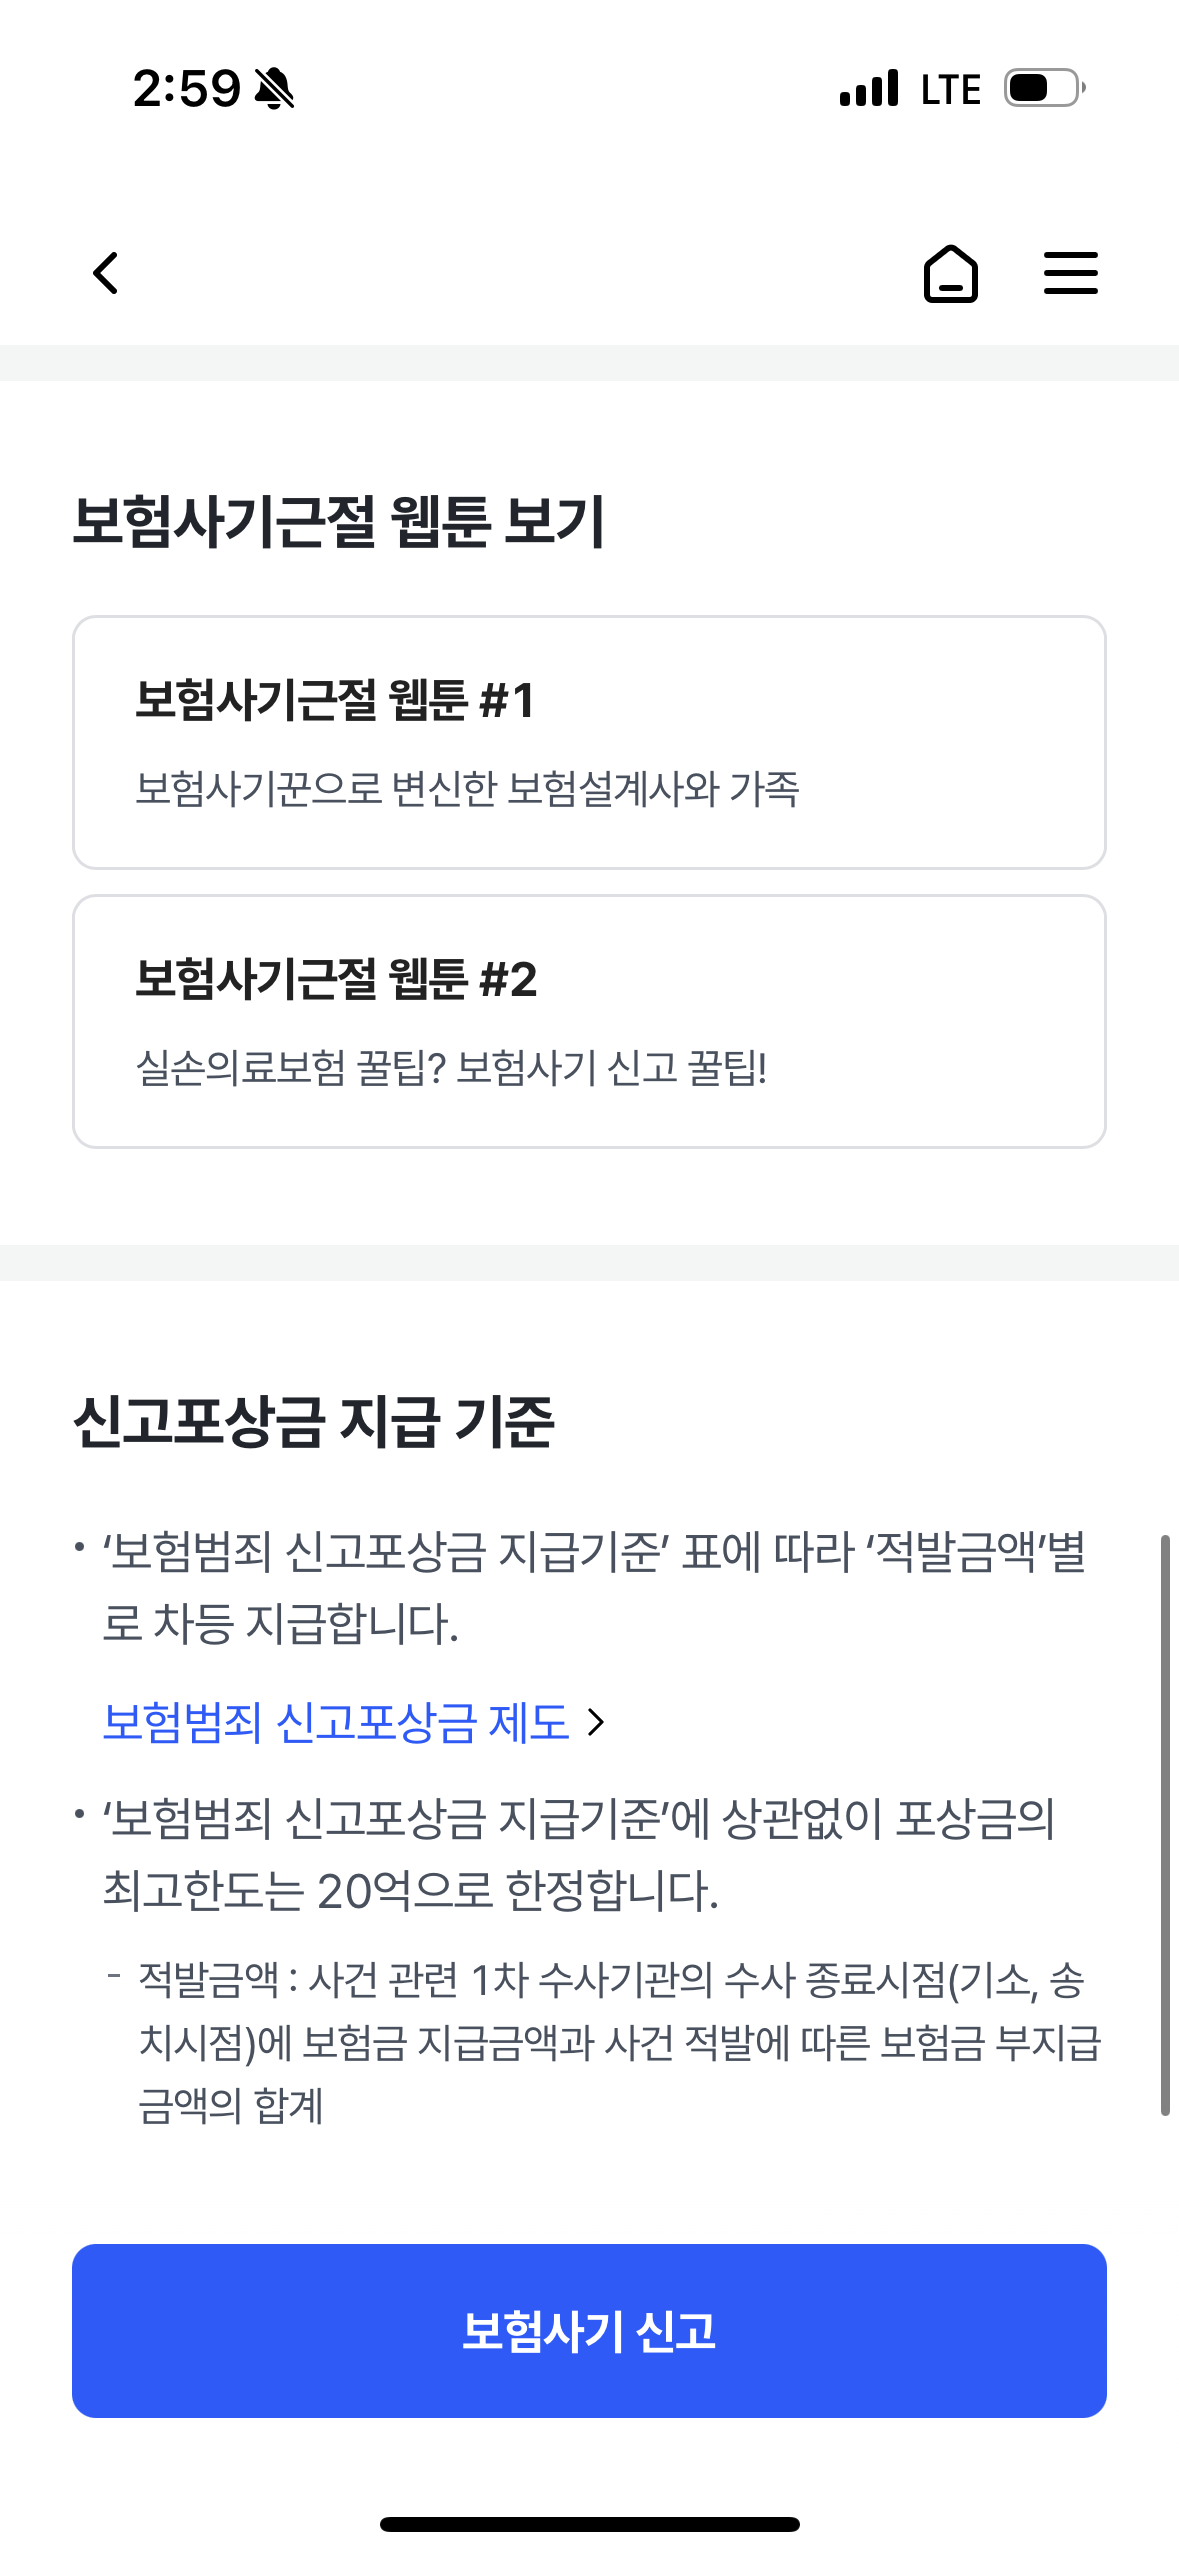 2:59
LTE
보험사기근절 웹툰 보기
보험사기근절 웹툰 #1
보험사기꾼으로 변신한 보험설계사와 가족
보험사기근절 웹툰 #2
실손의료보험 꿀팁? 보험사기 신고 꿀팁!
신고포상금 지급 기준
• ‘보험범죄 신고포상금 지급기준’ 표에 따라 ‘적발금액’별
로 차등 지급합니다.
보험범죄 신고포상금 제도 >
• ‘보험범죄 신고포상금 지급기준’에 상관없이 포상금의
최고한도는 20억으로 한정합니다.
- 적발금액 : 사건 관련 1차 수사기관의 수사 종료시점(기소, 송
치시점)에 보험금 지급금액과 사건 적발에 따른 보험금 부지급
금액의 합계
보험사기 신고